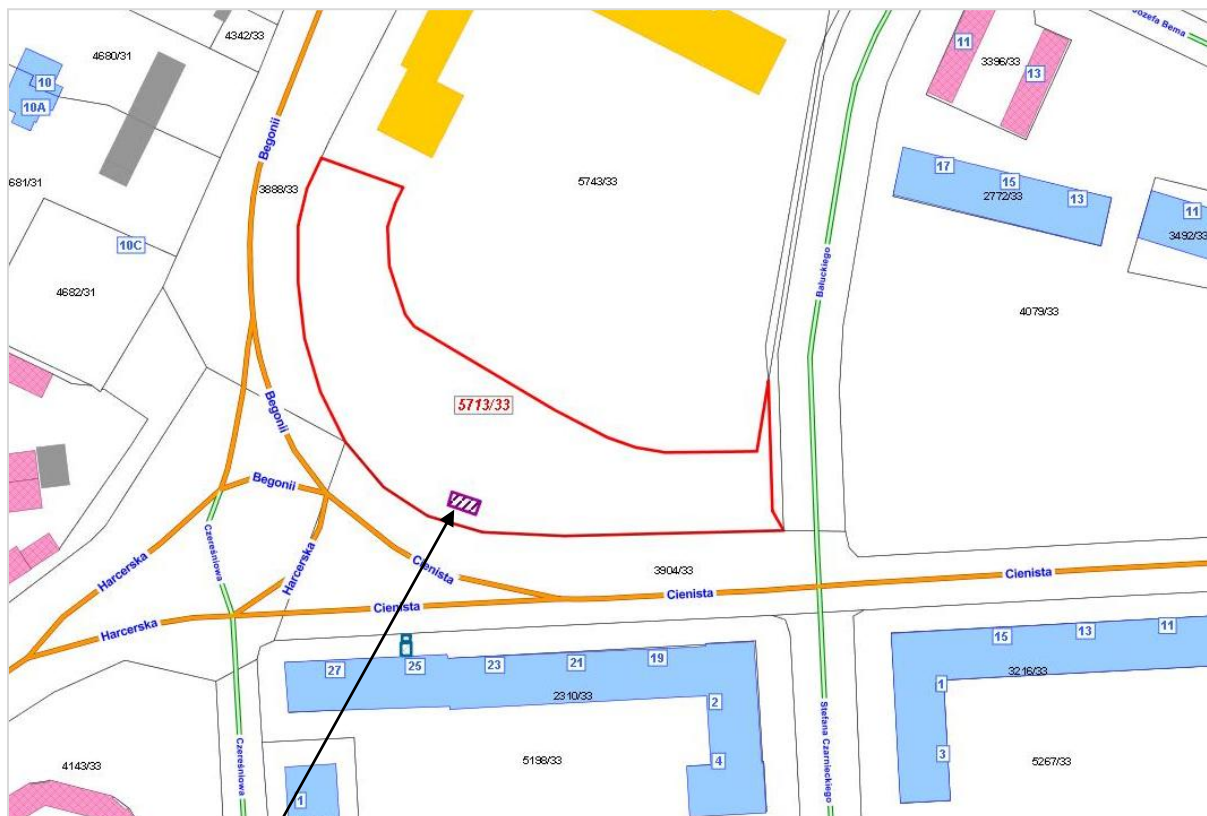 4342/33
4680/31
10
10A
681/31
10C
4682/31
Begonii
3888/33
5743/33
Józefa Bema
11
3396/33
13
17
15
13
2772/33
11
3492/33
Bałuckiego
4079/33
5713/33
Begonii
Begonii
Czereśniowa
Harcerska
Harcerska
Harcerska
Cienista
Cienista
Cienista
Cienista
3904/33
27
25
23
21
19
2310/33
2
4
5198/33
Czereśniowa
4143/33
1
Stefana Czarnieckiego
15
13
11
3216/33
1
3
5267/33